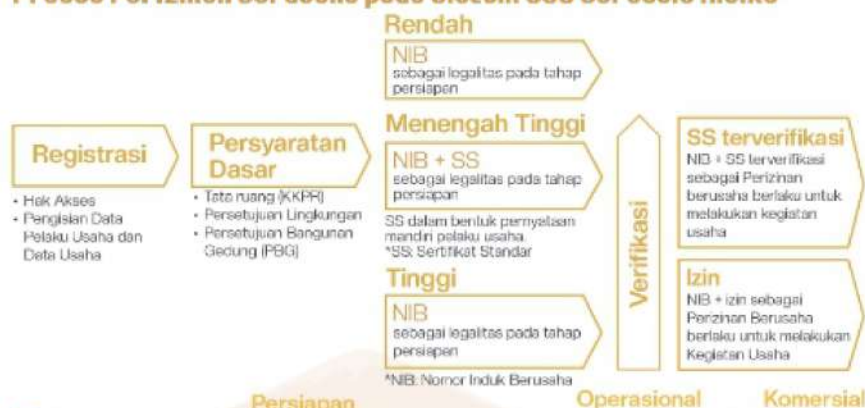 Rendah
NIB
sebagai legalitas pada tahap
persiapan
Registrasi
• Hak Akses
• Pengisian Data
Pelaku Usaha dan
Data Usaha
Persyaratan
Dasar
• Tata ruang (KKPR)
• Persetujuan Lingkungan
• Persetujuan Bangunan
Gedung (PBG)
Menengah Tinggi
NIB + SS
sebagai legalitas pada tahap
persiapan
SS dalam bentuk pernyataan
mandiri pelaku usaha.
*SS: Sertifikat Standar
Tinggi
NIB
sebagai legalitas pada tahap
persiapan
*NIB: Nomor Induk Berusaha
Verifikasi
SS terverifikasi
NIB + SS terverifikasi
sebagai Perizinan
berusaha berlaku untuk
melakukan kegiatan
usaha
Izin
NIB + izin sebagai
Perizinan Berusaha
berlaku untuk melakukan
Kegiatan Usaha
Persiapan
Operasional
Komersial